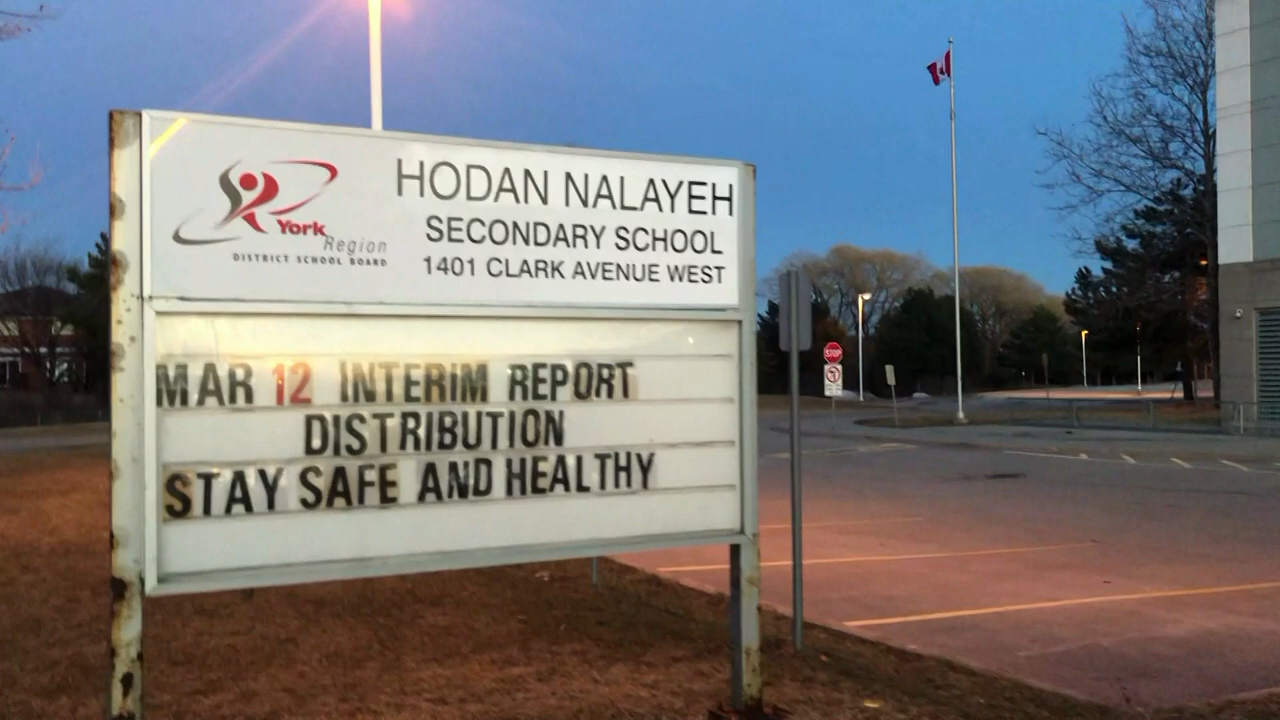 York
Region
DISTRICT SCHOOL BOARD
HODAN NALAYEH
SECONDARY SCHOOL
1401 CLARK AVENUE WEST
MAR 12 INTERIM REPORT
DISTRIBUTION
STAY SAFE AND HEALTHY
STOP